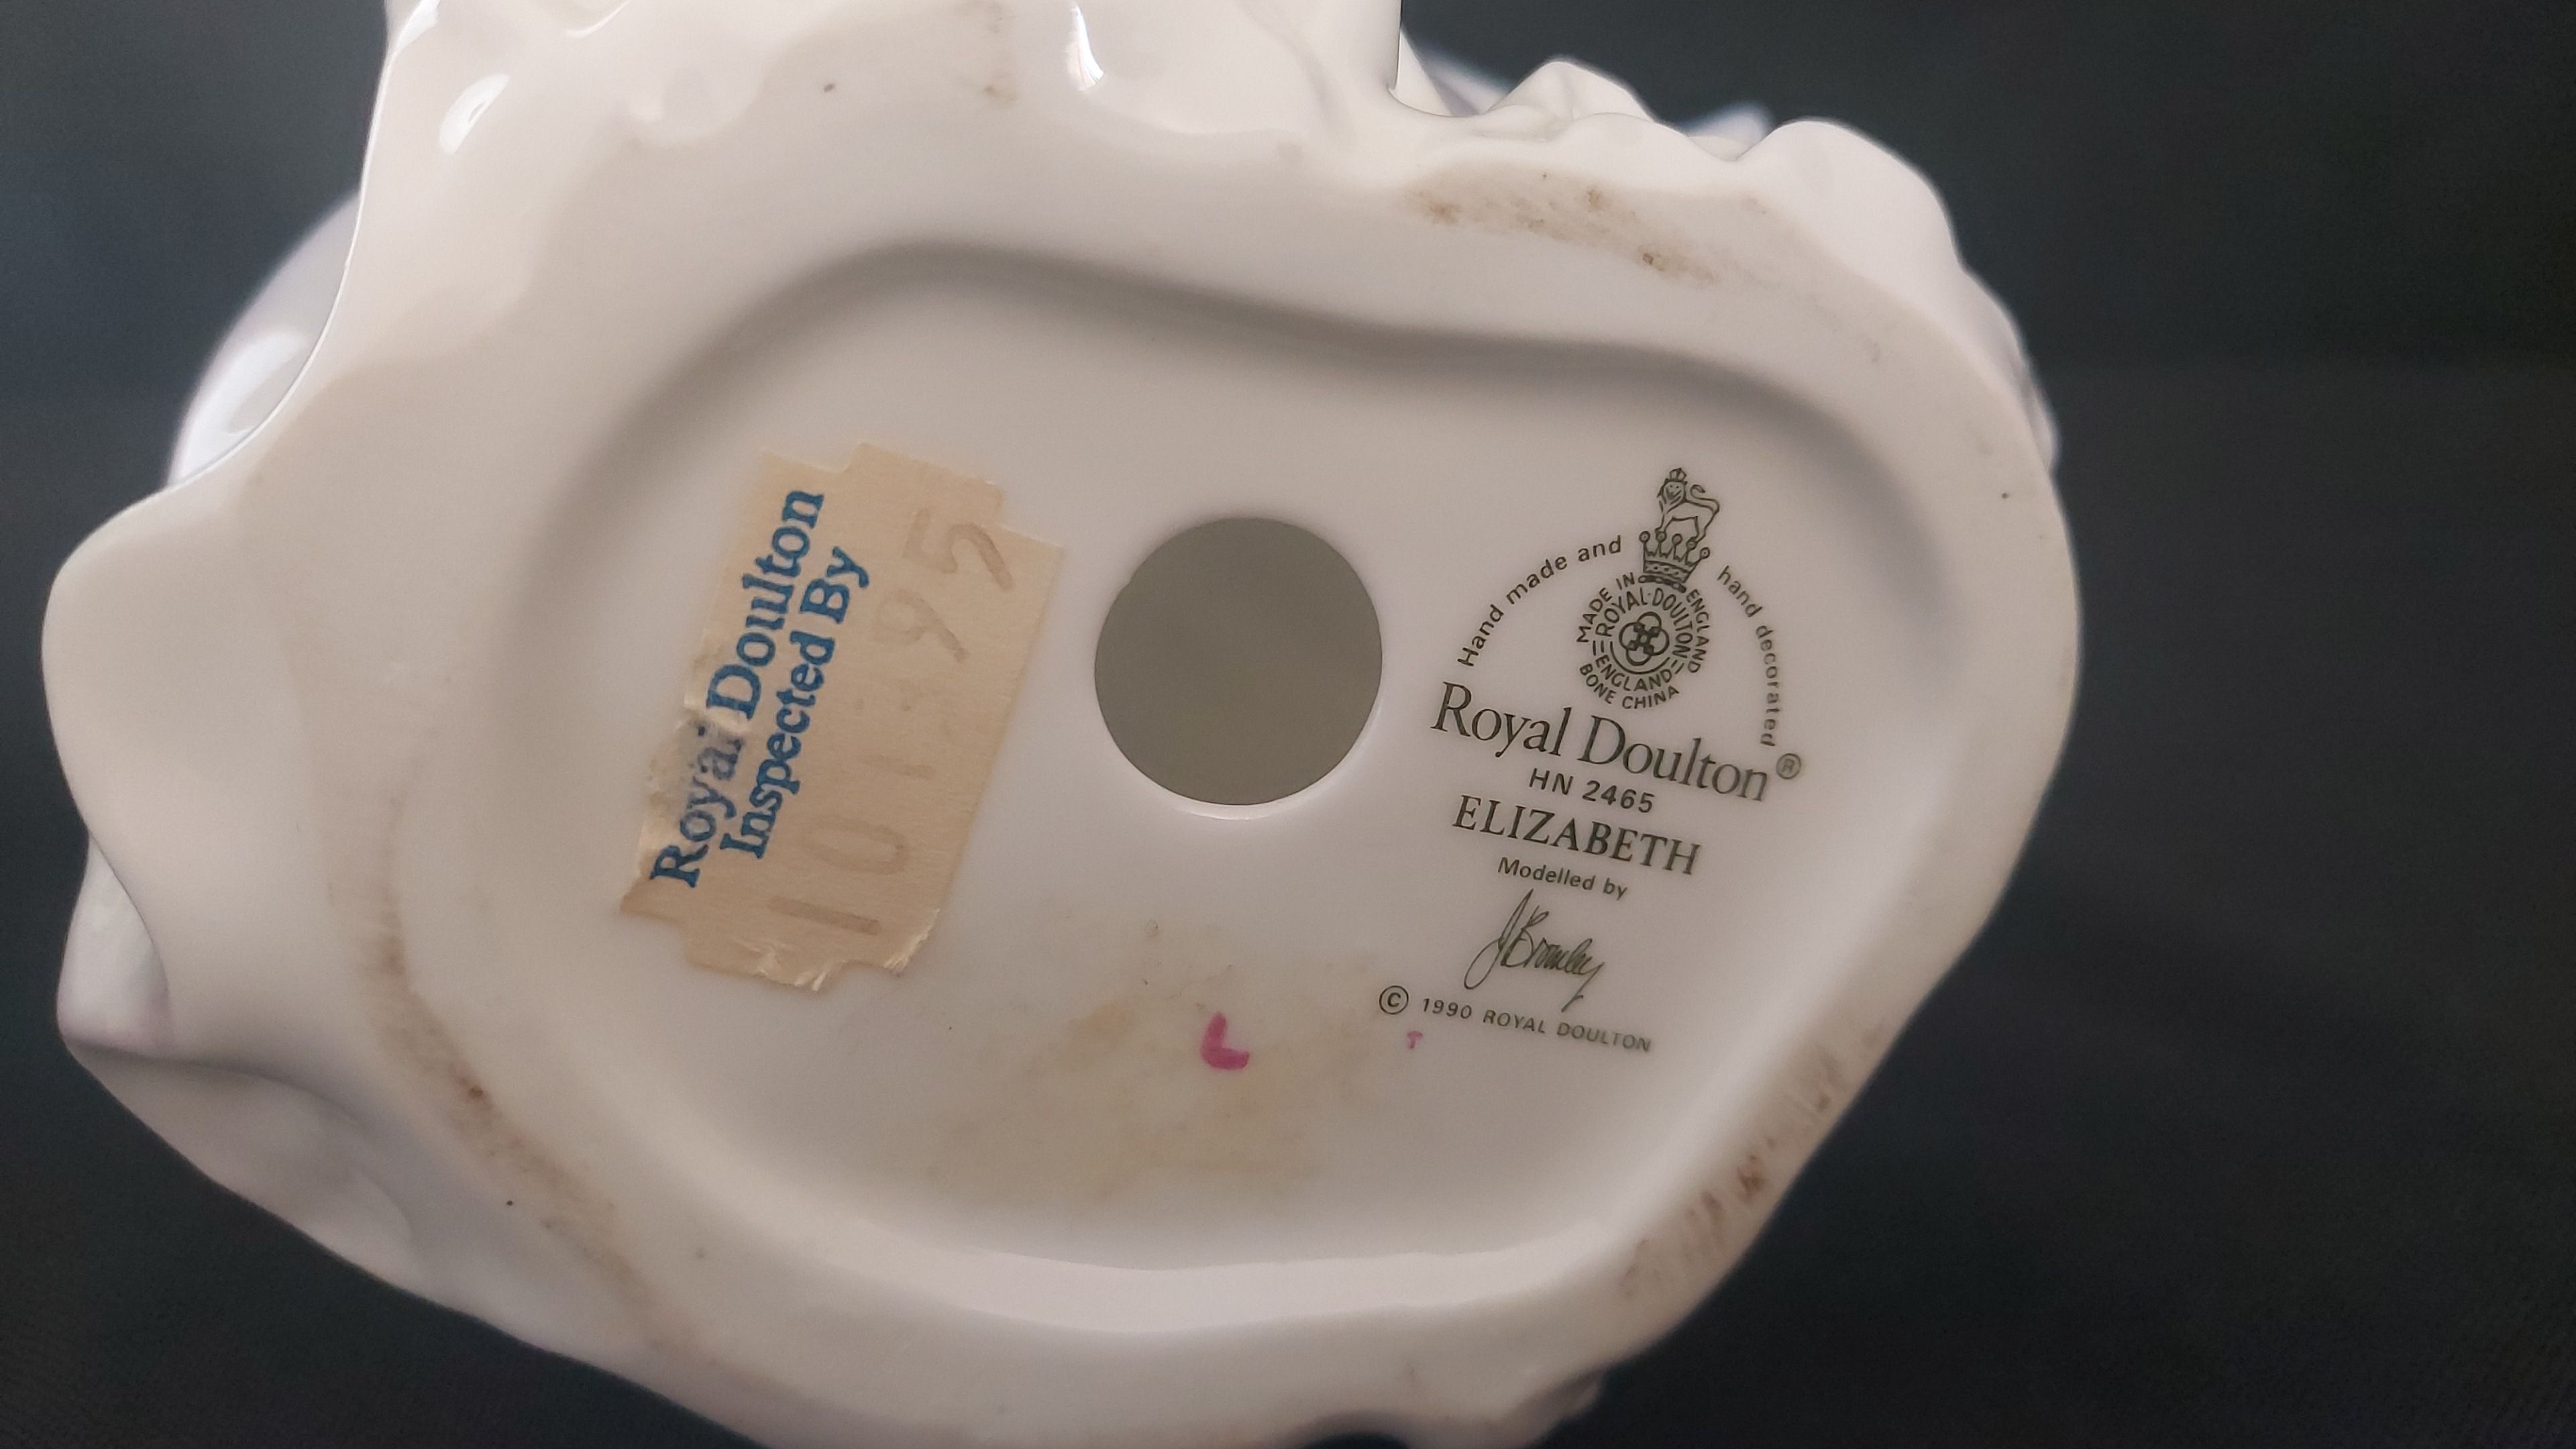 Royal Doulton
Inspected By
101 95
Hand made and hand decorated
MADE IN ENGLAND
ROYAL·DOULTON
ENGLAND
BONE CHINA
Royal Doulton®
HN 2465
ELIZABETH
Modelled by
J Bromley
© 1990 ROYAL DOULTON
L
T